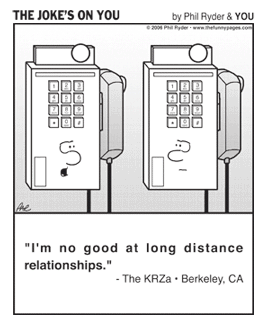 THE JOKE'S ON YOU by Phil Ryder & YOU
© 2006 Phil Ryder - www.thefunnypages.com
"I'm no good at long distance
relationships."
- The KRZa • Berkeley, CA